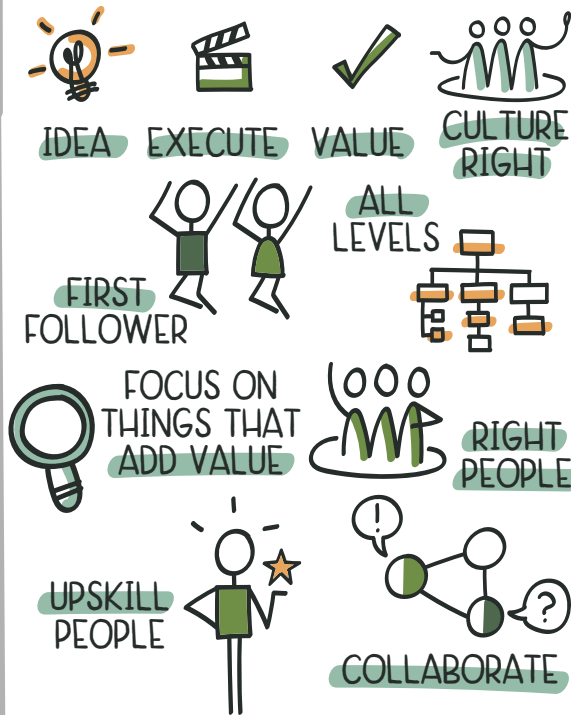 IDEA
EXECUTE
VALUE
CULTURE
RIGHT
ALL
LEVELS
FIRST
FOLLOWER
FOCUS ON
THINGS THAT
ADD VALUE
RIGHT
PEOPLE
!
UPSKILL
PEOPLE
?
COLLABORATE